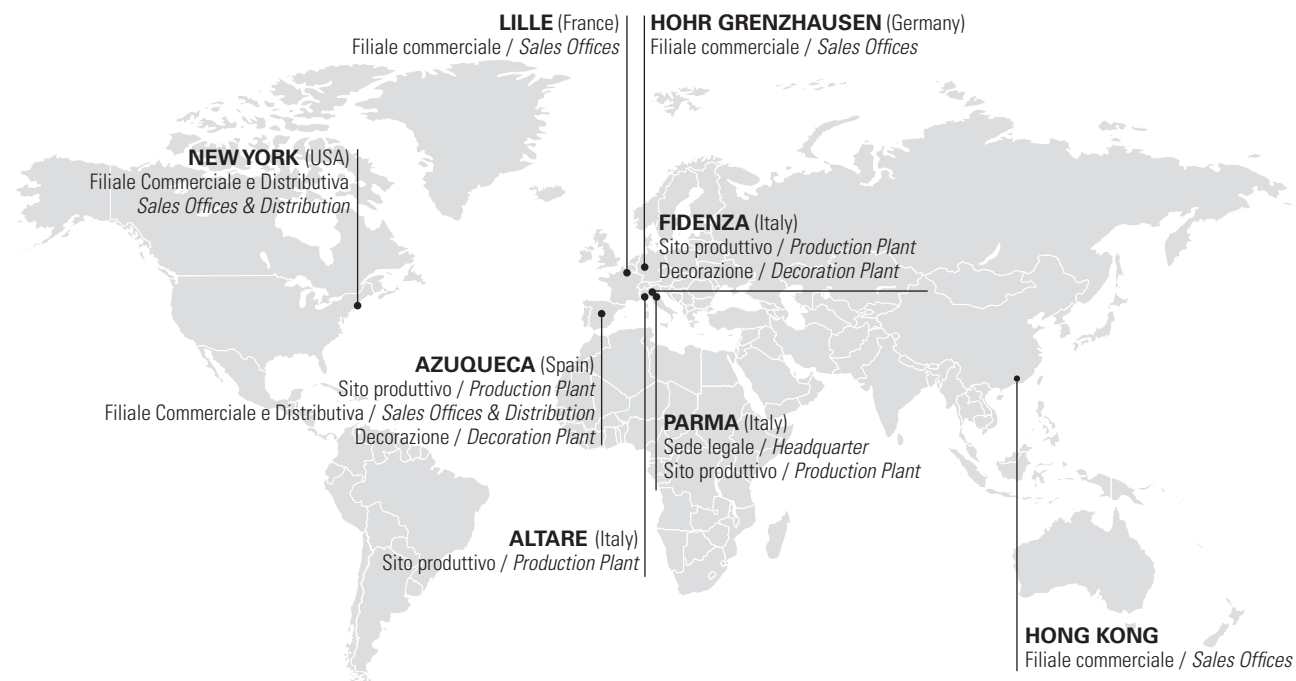 LILLE (France)
Filiale commerciale / Sales Offices
HOHR GRENZHAUSEN (Germany)
Filiale commerciale / Sales Offices
NEW YORK (USA)
Filiale Commerciale e Distributiva
Sales Offices & Distribution
FIDENZA (Italy)
Sito produttivo / Production Plant
Decorazione / Decoration Plant
AZUQUECA (Spain)
Sito produttivo / Production Plant
Filiale Commerciale e Distributiva / Sales Offices & Distribution
Decorazione / Decoration Plant
PARMA (Italy)
Sede legale / Headquarter
Sito produttivo / Production Plant
ALTARE (Italy)
Sito produttivo / Production Plant
HONG KONG
Filiale commerciale / Sales Offices